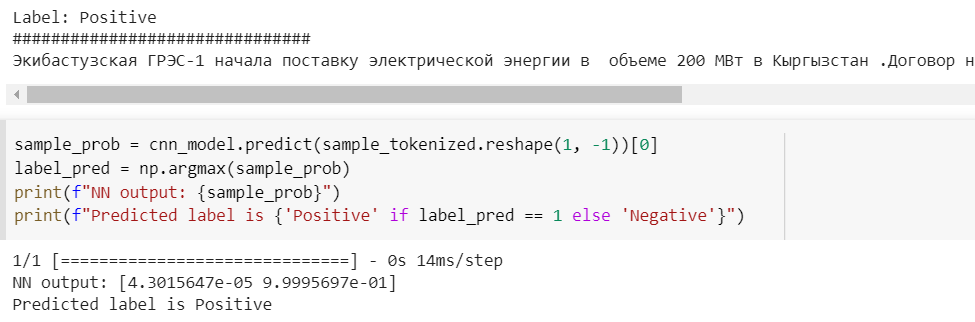 Label: Positive
###############################
Экибастузская ГРЭС-1 начала поставку электрической энергии в  объеме 200 МВт в Кыргызстан .Договор н
sample_prob = cnn_model.predict(sample_tokenized.reshape(1, -1))[0]
label_pred = np.argmax(sample_prob)
print(f"NN output: {sample_prob}")
print(f"Predicted label is {'Positive' if label_pred == 1 else 'Negative'}")
1/1 [==============================] - 0s 14ms/step
NN output: [4.3015647e-05 9.9995697e-01]
Predicted label is Positive